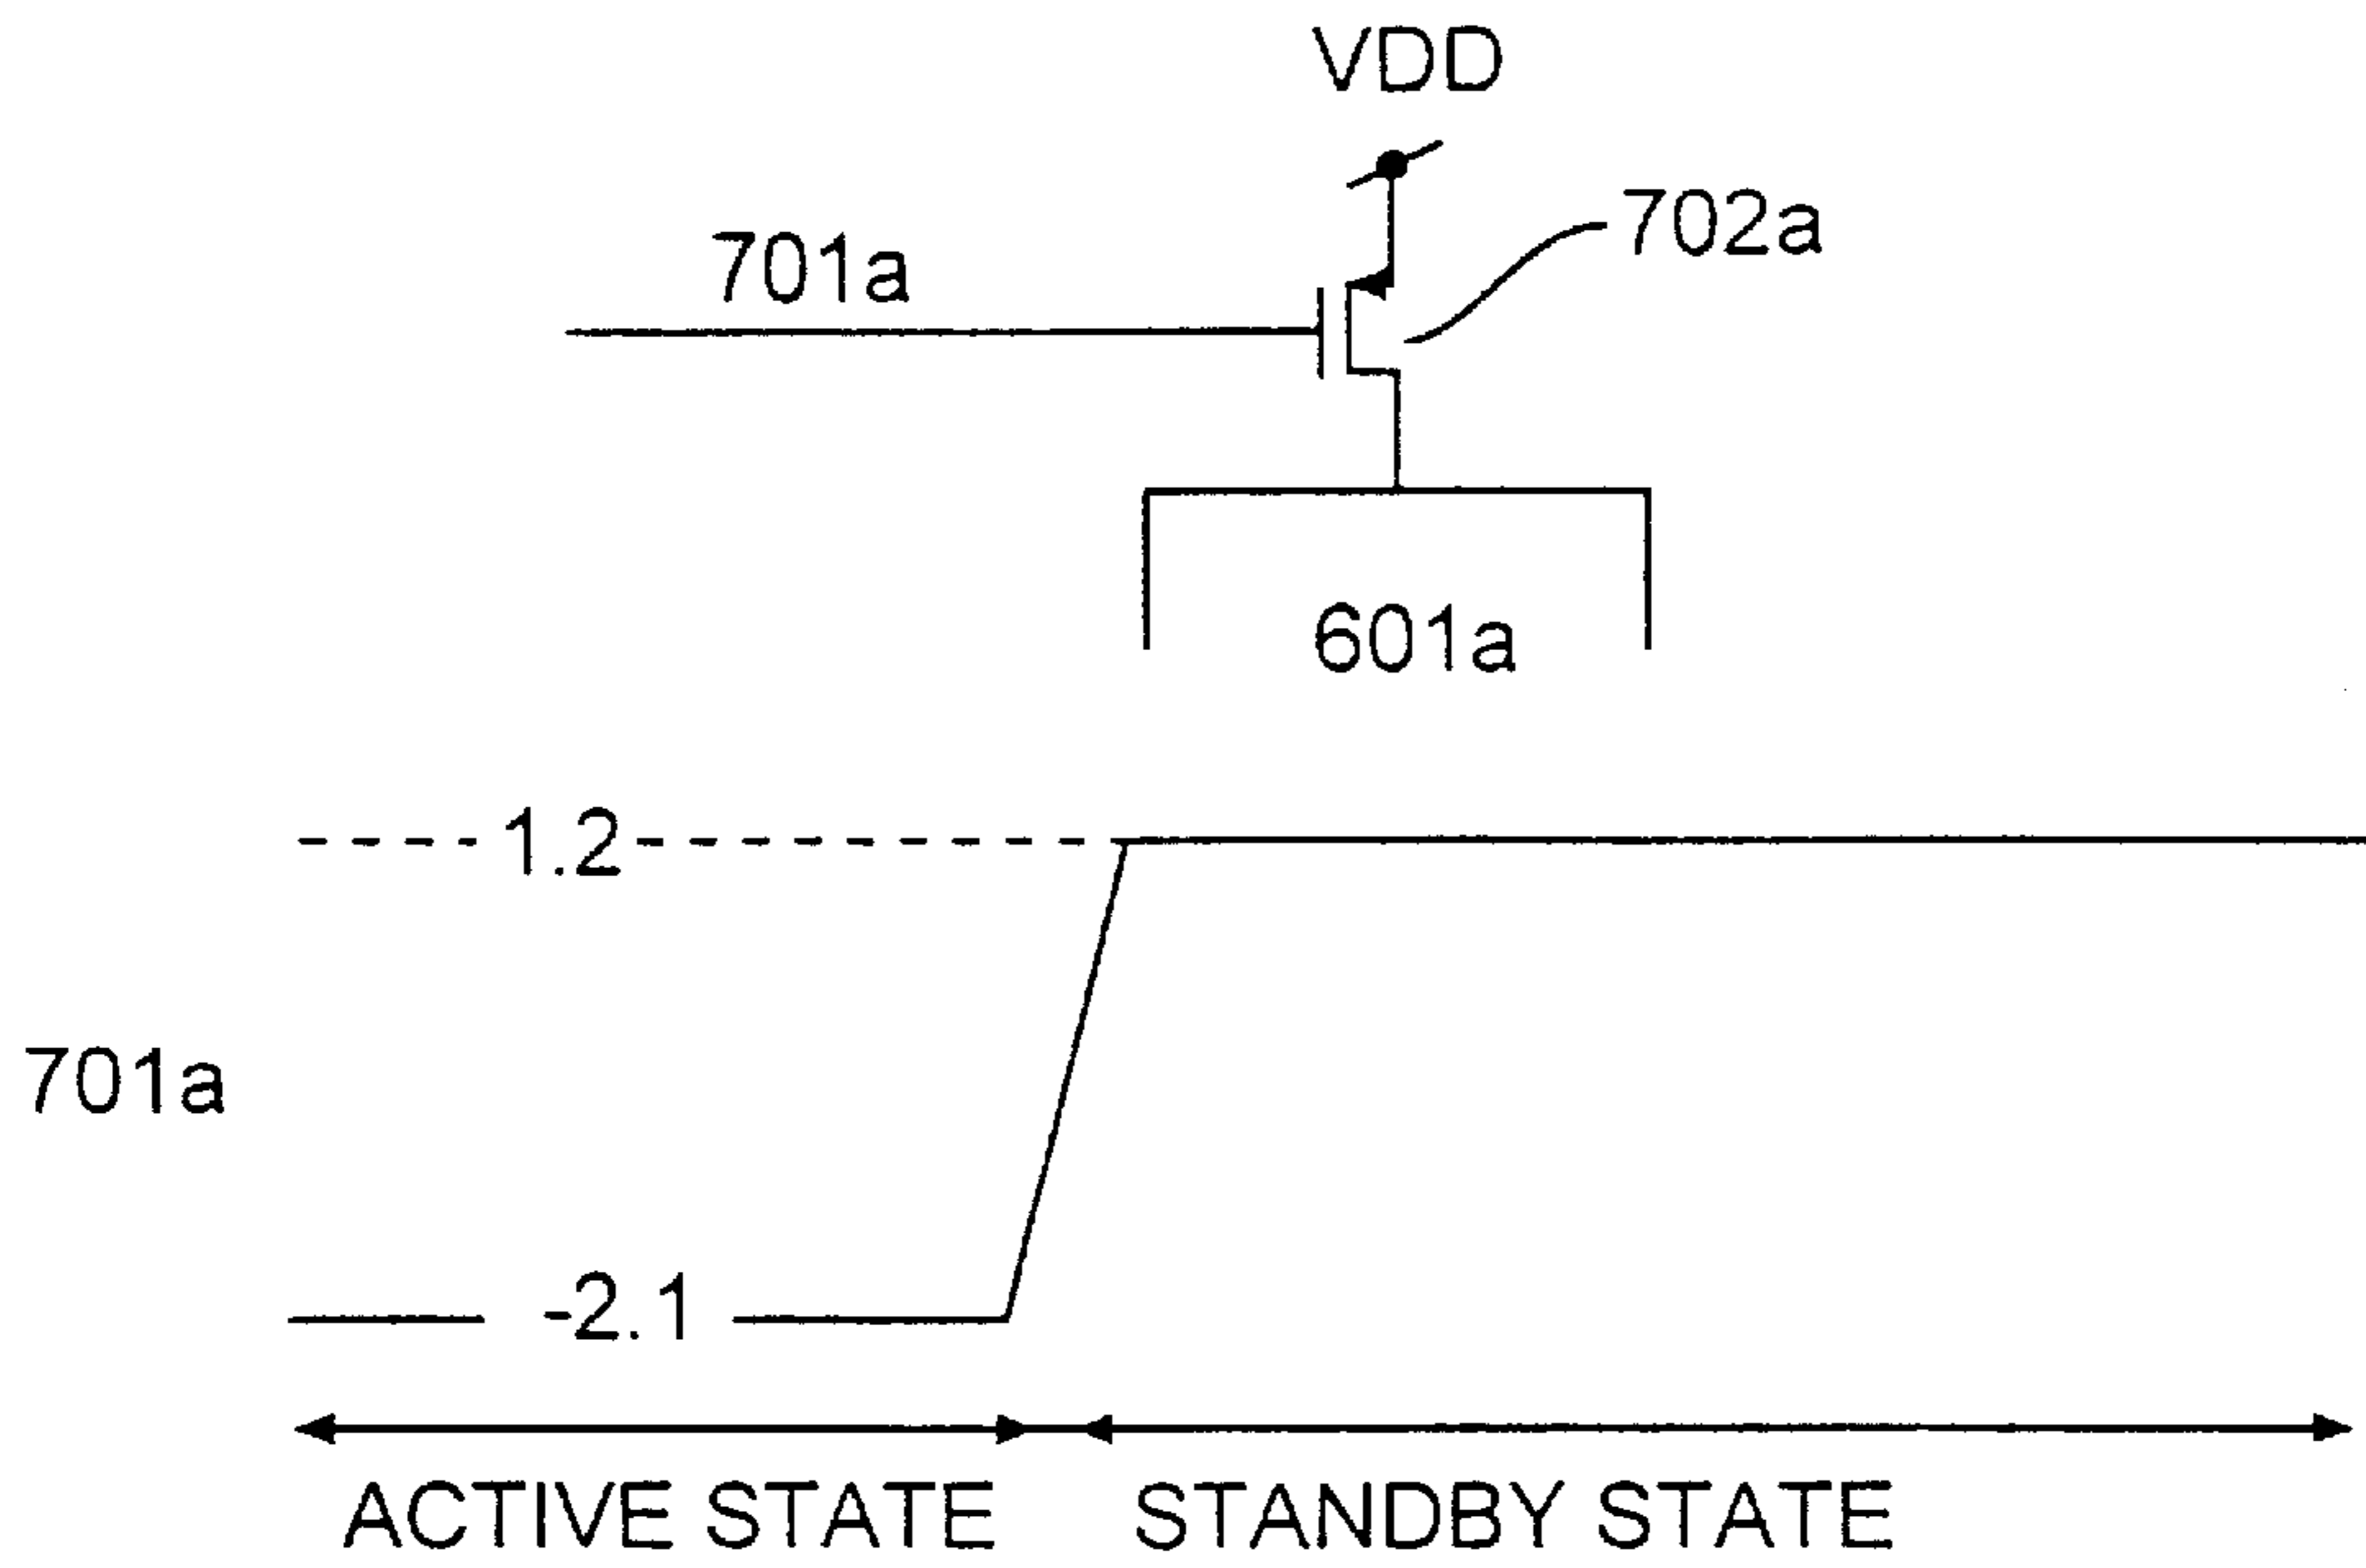 VDD
702a
701a
601a
1.2
701a
-2.1
ACTIVE STATE
STANDBY STATE